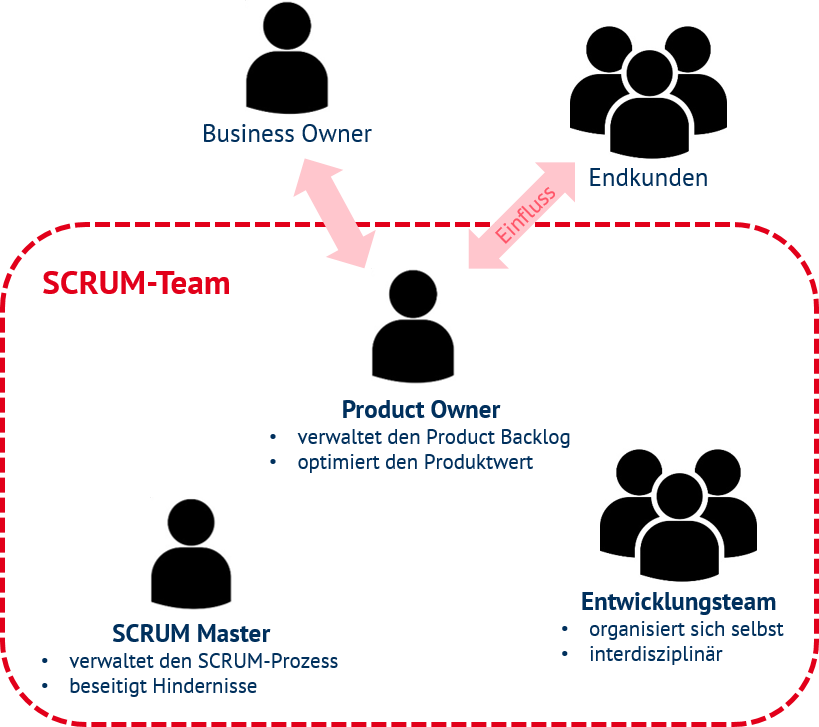 Business Owner
Endkunden
Einfluss
SCRUM-Team
Product Owner
• verwaltet den Product Backlog
• optimiert den Produktwert
SCRUM Master
• verwaltet den SCRUM-Prozess
• beseitigt Hindernisse
Entwicklungsteam
• organisiert sich selbst
• interdisziplinär